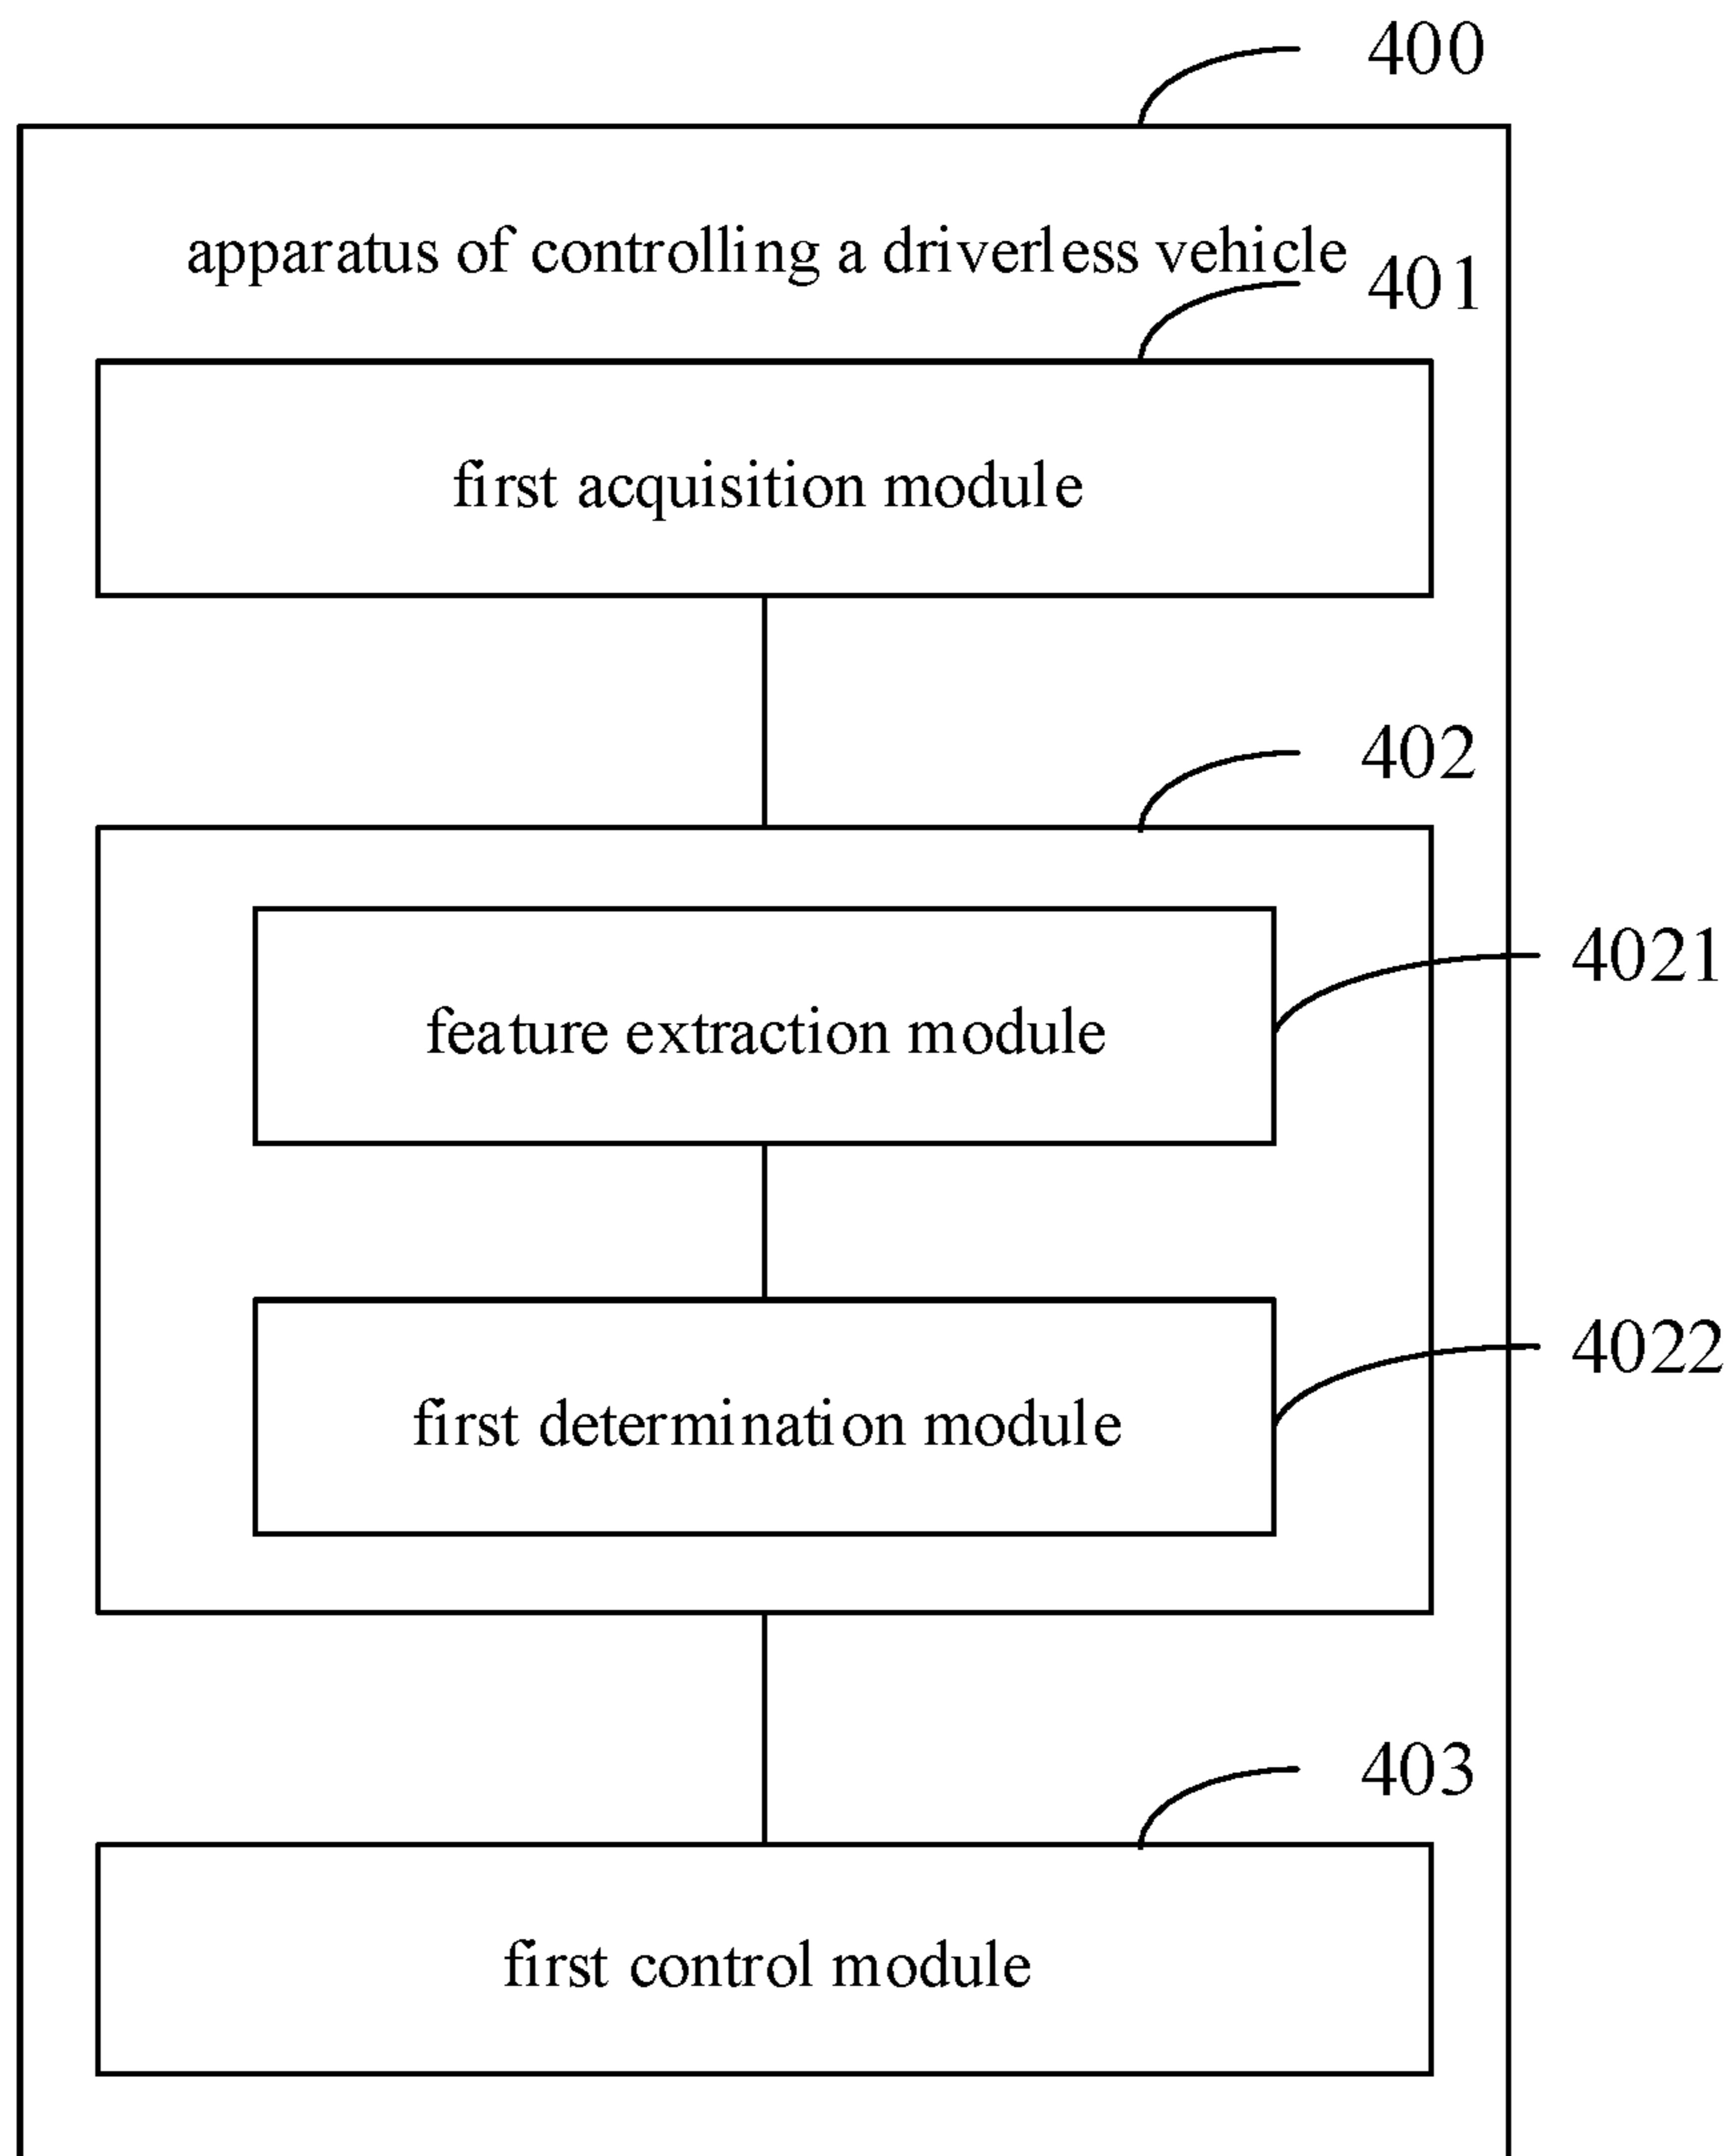 400
apparatus of controlling a driverless vehicle
401
first acquisition module
402
4021
feature extraction module
4022
first determination module
403
first control module